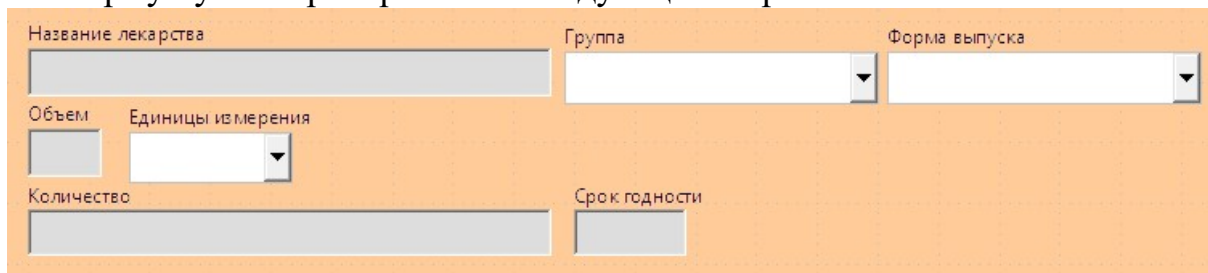 Название лекарства Группа Форма выпуска
Объем Единицы измерения
Количество Срок годности